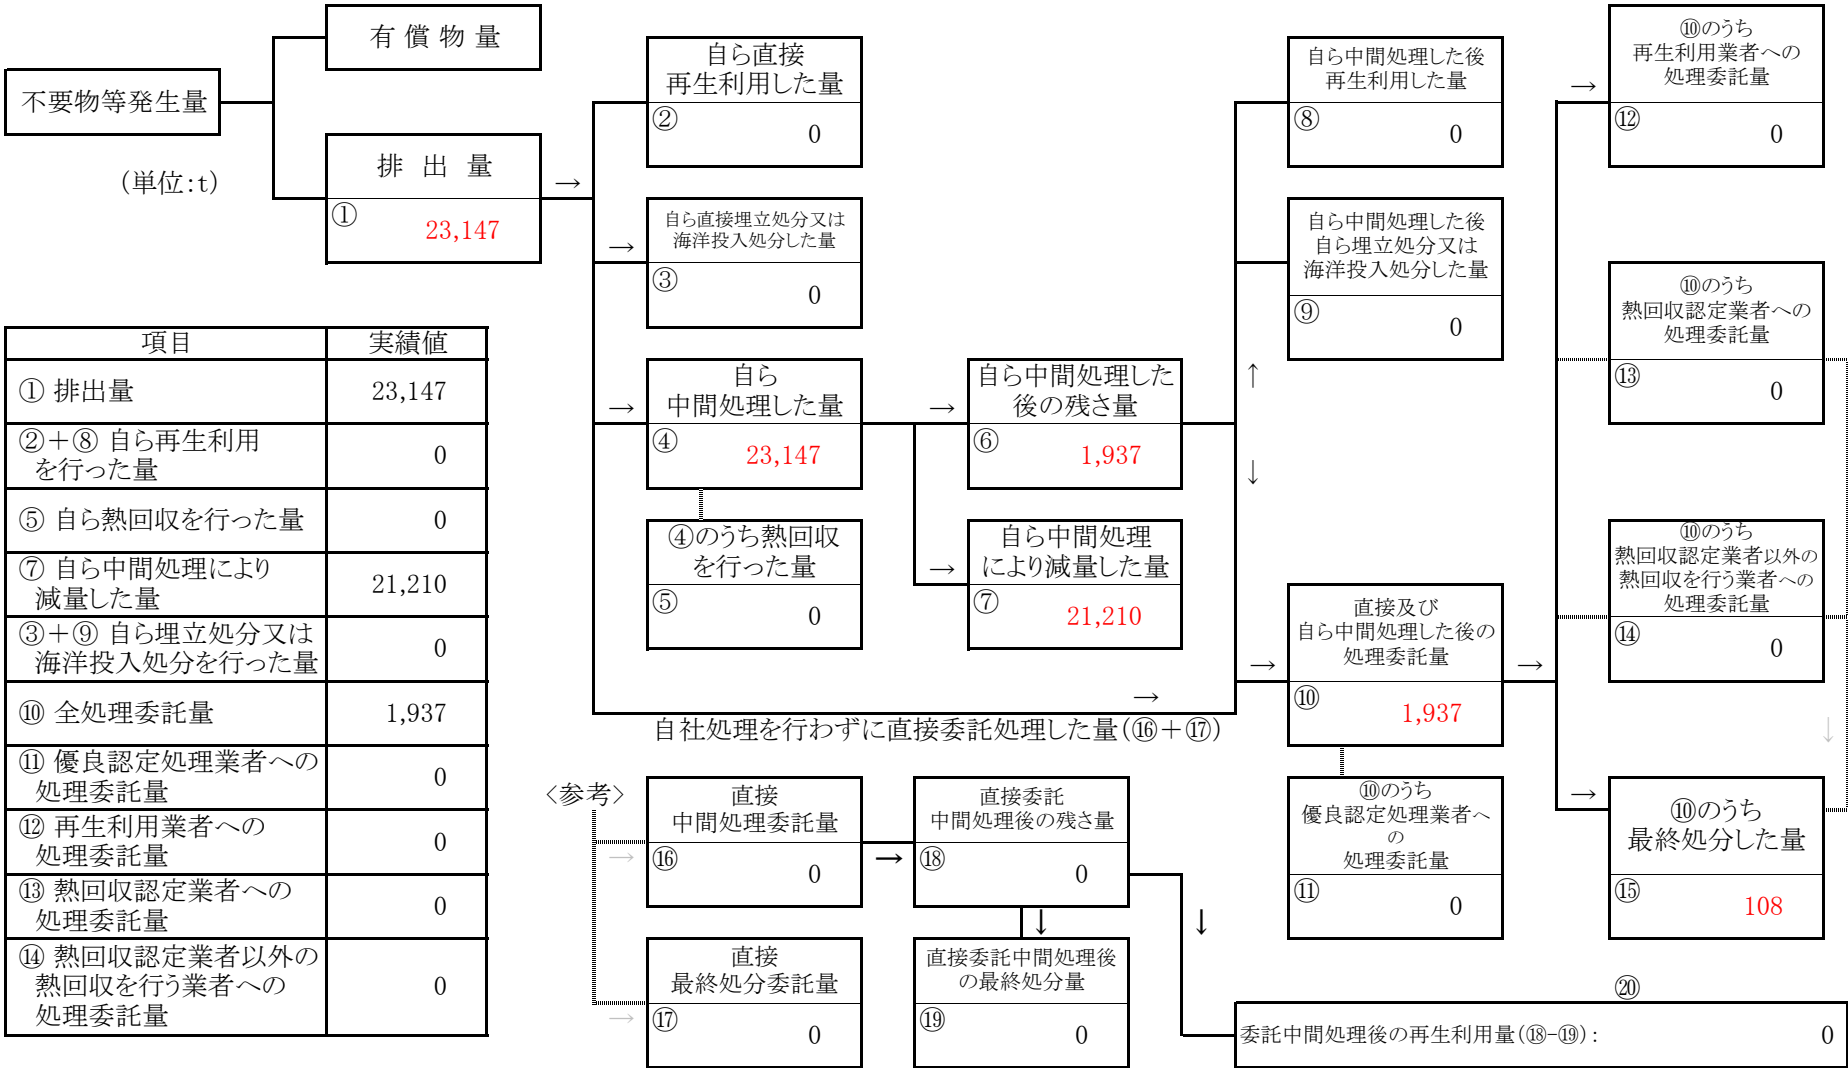 有 償 物 量
不要物等発生量
(単位:t)
排 出 量
①
23,147
→
自ら直接
再生利用した量
②
0
→
自ら直接埋立処分又は
海洋投入処分した量
③
0
→
自ら
中間処理した量
④
23,147
④のうち熱回収
を行った量
⑤
0
→
自ら中間処理した
後の残さ量
⑥
1,937
→
自ら中間処理
により減量した量
⑦
21,210
↑
↓
自ら中間処理した後
再生利用した量
⑧
0
自ら中間処理した後
自ら埋立処分又は
海洋投入処分した量
⑨
0
→
自社処理を行わずに直接委託処理した量(⑯+⑰)
→
直接及び
自ら中間処理した後の
処理委託量
⑩
1,937
⑩のうち
優良認定処理業者へ
の
処理委託量
⑪
0
→
→
⑩のうち
再生利用業者への
処理委託量
⑫
0
⑩のうち
熱回収認定業者への
処理委託量
⑬
0
⑩のうち
熱回収認定業者以外の
熱回収を行う業者への
処理委託量
⑭
0
↓
→
⑩のうち
最終処分した量
⑮
108
項目 実績値
① 排出量 23,147
②+⑧ 自ら再生利用
を行った量 0
⑤ 自ら熱回収を行った量 0
⑦ 自ら中間処理により
減量した量 21,210
③+⑨ 自ら埋立処分又は
海洋投入処分を行った量 0
⑩ 全処理委託量 1,937
⑪ 優良認定処理業者への
処理委託量 0
⑫ 再生利用業者への
処理委託量 0
⑬ 熱回収認定業者への
処理委託量 0
⑭ 熱回収認定業者以外の
熱回収を行う業者への
処理委託量 0
<参考>
→
直接
中間処理委託量
⑯
0
→
直接委託
中間処理後の残さ量
⑱
0
↓
↓
→
直接
最終処分委託量
⑰
0
直接委託中間処理後
の最終処分量
⑲
0
⑳
委託中間処理後の再生利用量(⑱-⑲): 0